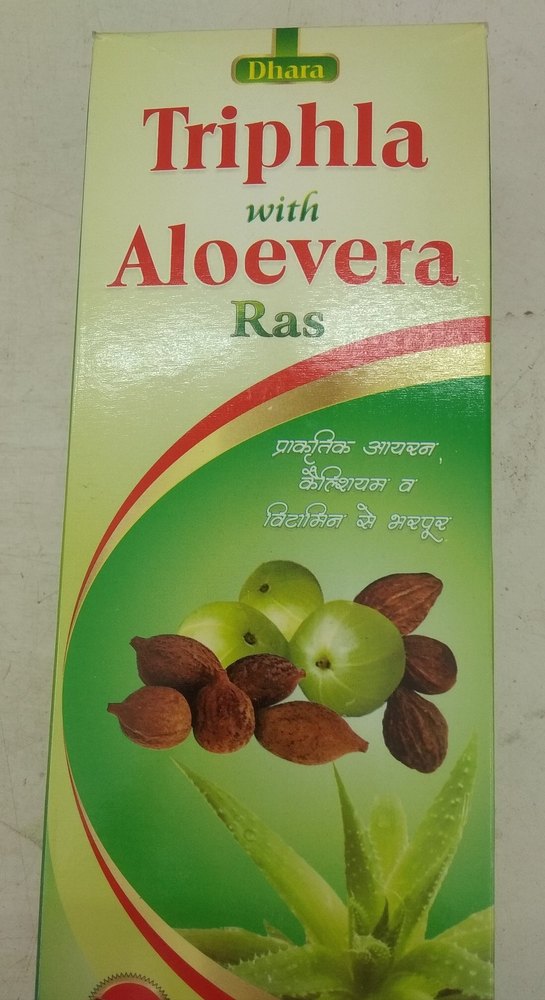 Dhara
Triphla
with
Aloevera
Ras
प्राकृतिक आयरन,
कैल्शियम व
विटामिन से भरपूर